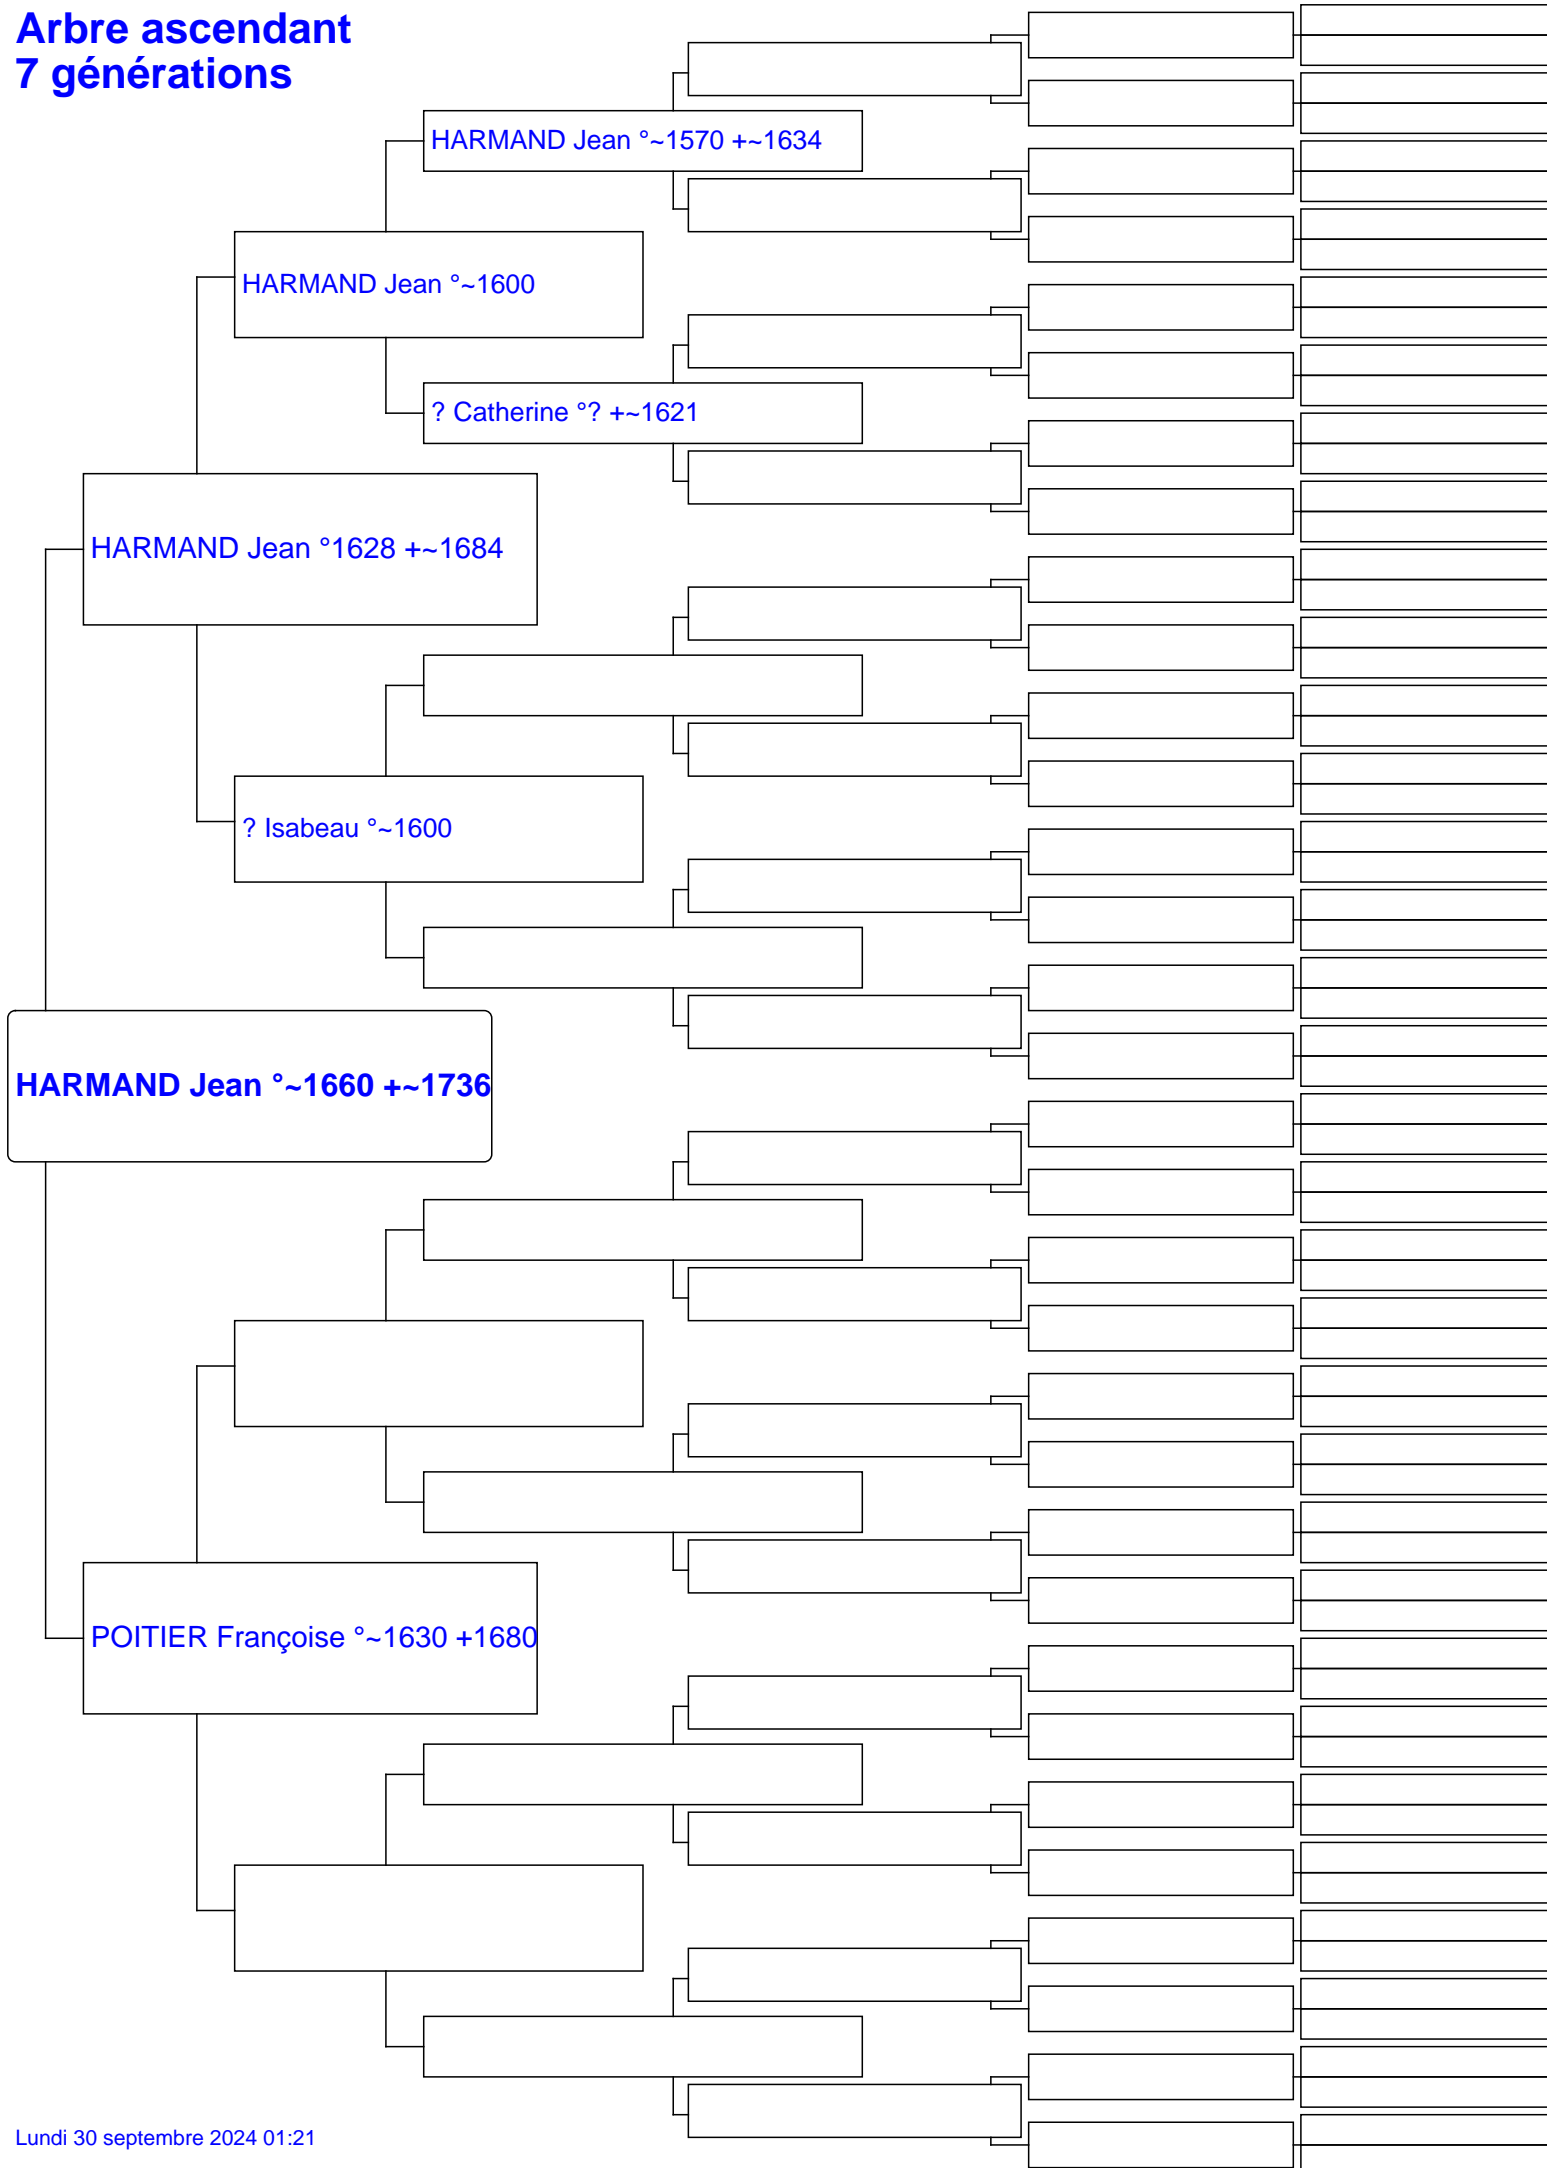 Arbre ascendant
7 générations
HARMAND Jean °~1570 +~1634
HARMAND Jean °~1600
? Catherine °? +~1621
HARMAND Jean °1628 +~1684
? Isabeau °~1600
HARMAND Jean °~1660 +~1736
POITIER Françoise °~1630 +1680
Lundi 30 septembre 2024 01:21